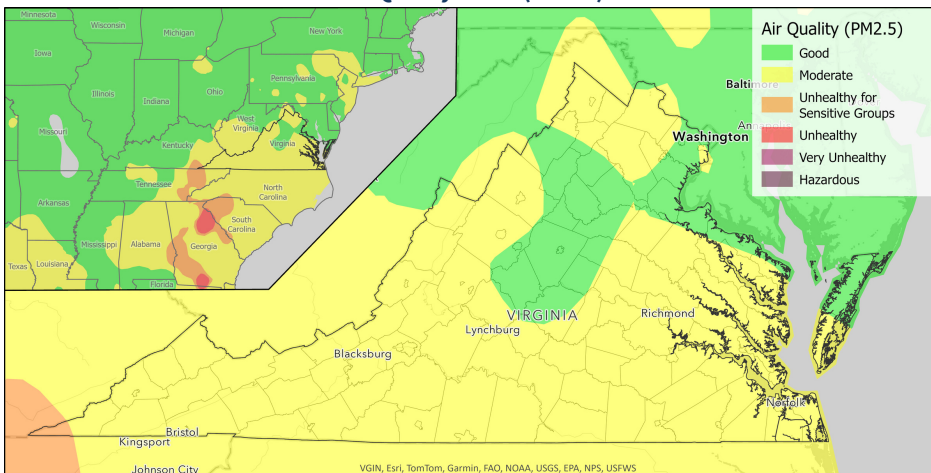 Minnesota
Wisconsin
Michigan
New York
Iowa
Pennsylvania
Illinois
Indiana
Ohio
Missouri
West
Virginia
Virginia
Kentucky
Tennessee
North
Carolina
Arkansas
South
Carolina
Mississippi
Alabama
Georgia
Texas
Louisiana
Florida
Air Quality (PM2.5)
Good
Moderate
Unhealthy for
Sensitive Groups
Unhealthy
Very Unhealthy
Hazardous
Baltimore
Washington
VIRGINIA
Richmond
Lynchburg
Blacksburg
Norfolk
Bristol
Kingsport
Johnson City
VGIN, Esri, TomTom, Garmin, FAO, NOAA, USGS, EPA, NPS, USFWS